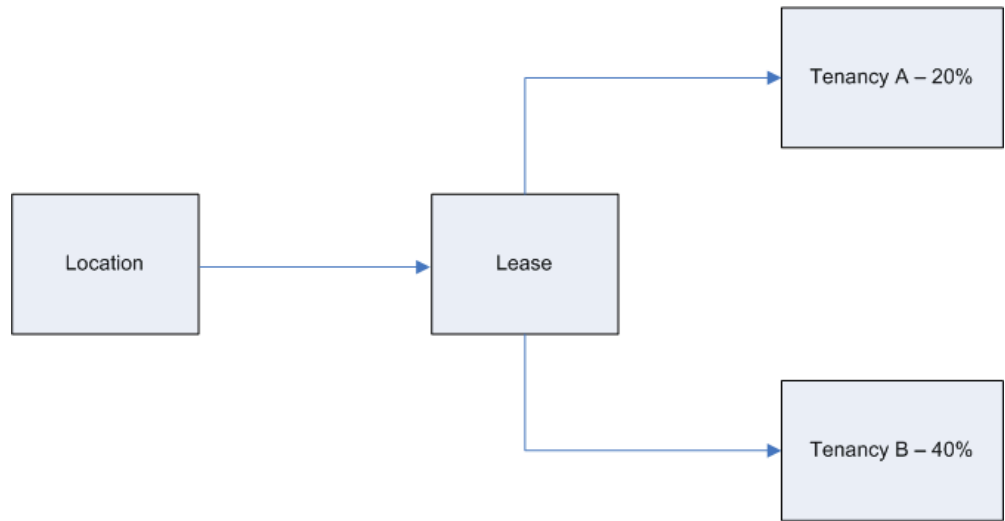 Tenancy A – 20%
Location
Lease
Tenancy B – 40%